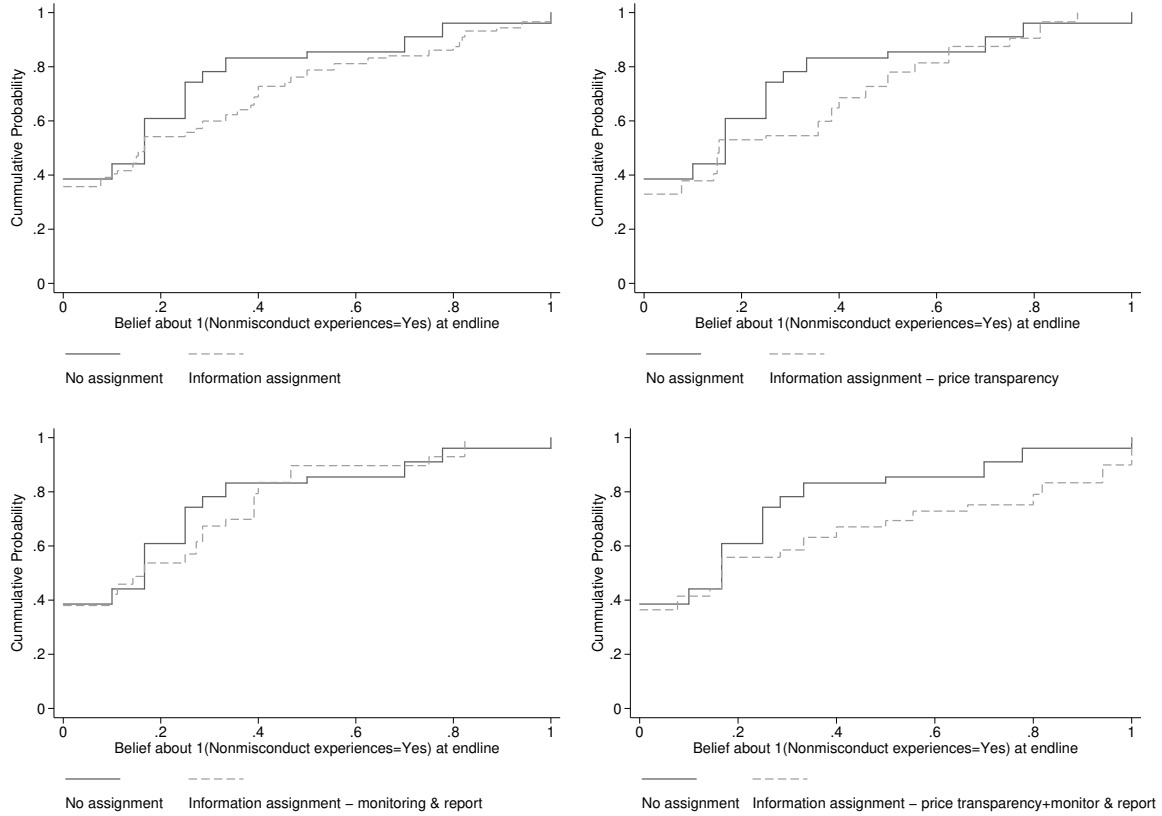 Cummulative Probability
1
.8
.6
.4
.2
0
0 .2 .4 .6 .8 1
Belief about 1(Nonmisconduct experiences=Yes) at endline
No assignment Information assignment
Cummulative Probability
1
.8
.6
.4
.2
0
0 .2 .4 .6 .8 1
Belief about 1(Nonmisconduct experiences=Yes) at endline
No assignment Information assignment − price transparency
Cummulative Probability
1
.8
.6
.4
.2
0
0 .2 .4 .6 .8 1
Belief about 1(Nonmisconduct experiences=Yes) at endline
No assignment Information assignment − monitoring & report
Cummulative Probability
1
.8
.6
.4
.2
0
0 .2 .4 .6 .8 1
Belief about 1(Nonmisconduct experiences=Yes) at endline
No assignment Information assignment − price transparency+monitor & report